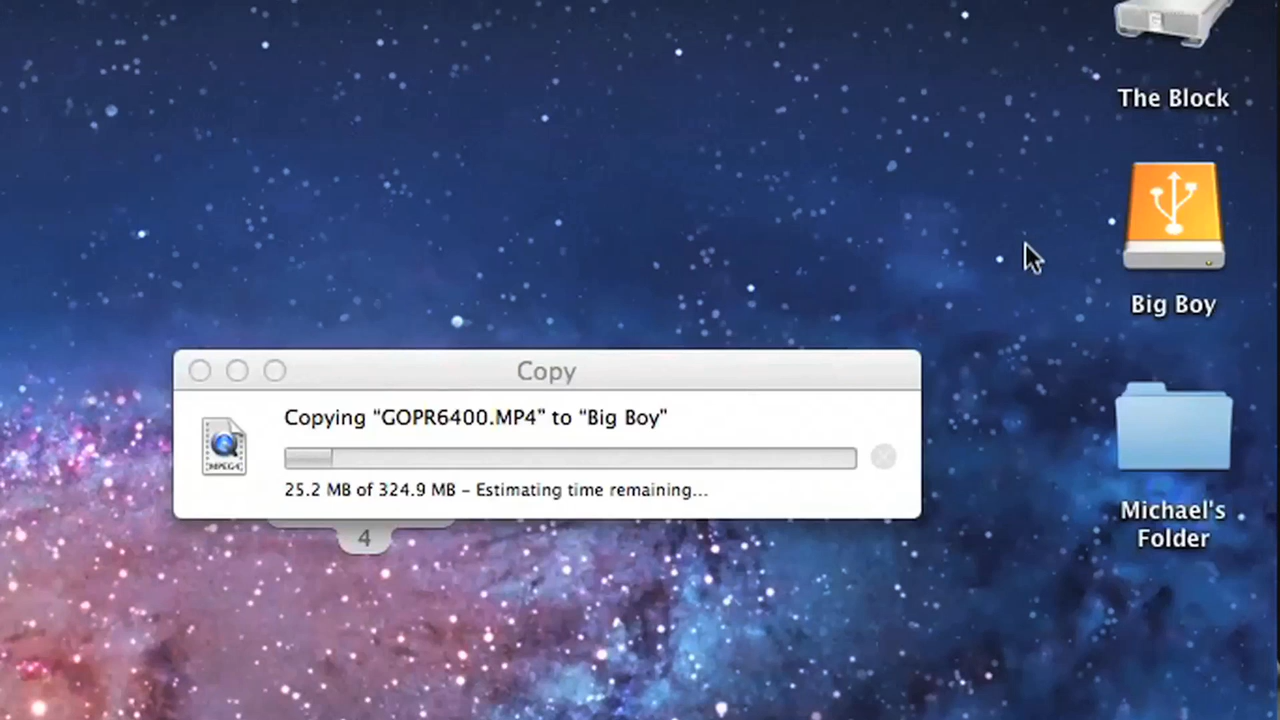 The Block
Big Boy
Copy
Copying “GOPR6400.MP4” to “Big Boy”
MPEG4
25.2 MB of 324.9 MB – Estimating time remaining...
4
Michael's
Folder